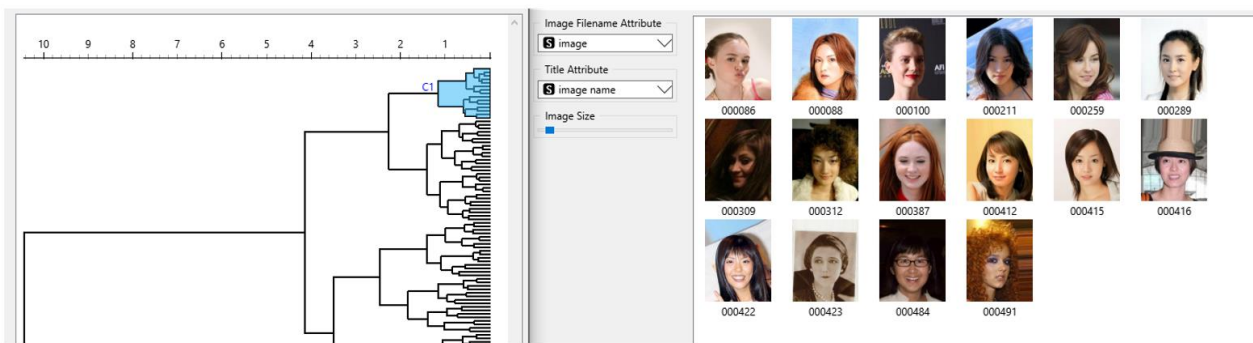 10 9 8 7 6 5 4 3 2 1
C1
Image Filename Attribute
S image
Title Attribute
S image name
Image Size
AFI
000086 000088 000100 000211 000259 000289
000309 000312 000387 000412 000415 000416
000422 000423 000484 000491